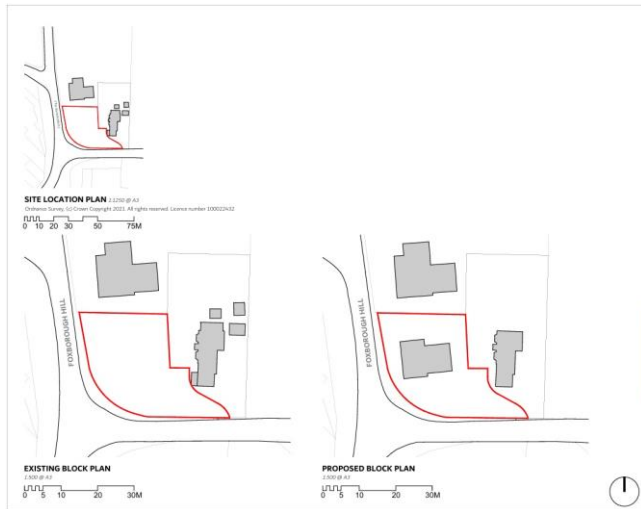 SITE LOCATION PLAN 1:1250 @ A3
Ordnance Survey, (c) Crown Copyright 2021. All rights reserved. Licence number 100022432
0 10 20 30 50 75M
FOXBOROUGH HILL
FOXBOROUGH HILL
EXISTING BLOCK PLAN
1:500 @ A3
0 5 10 20 30M
PROPOSED BLOCK PLAN
1:500 @ A3
0 5 10 20 30M